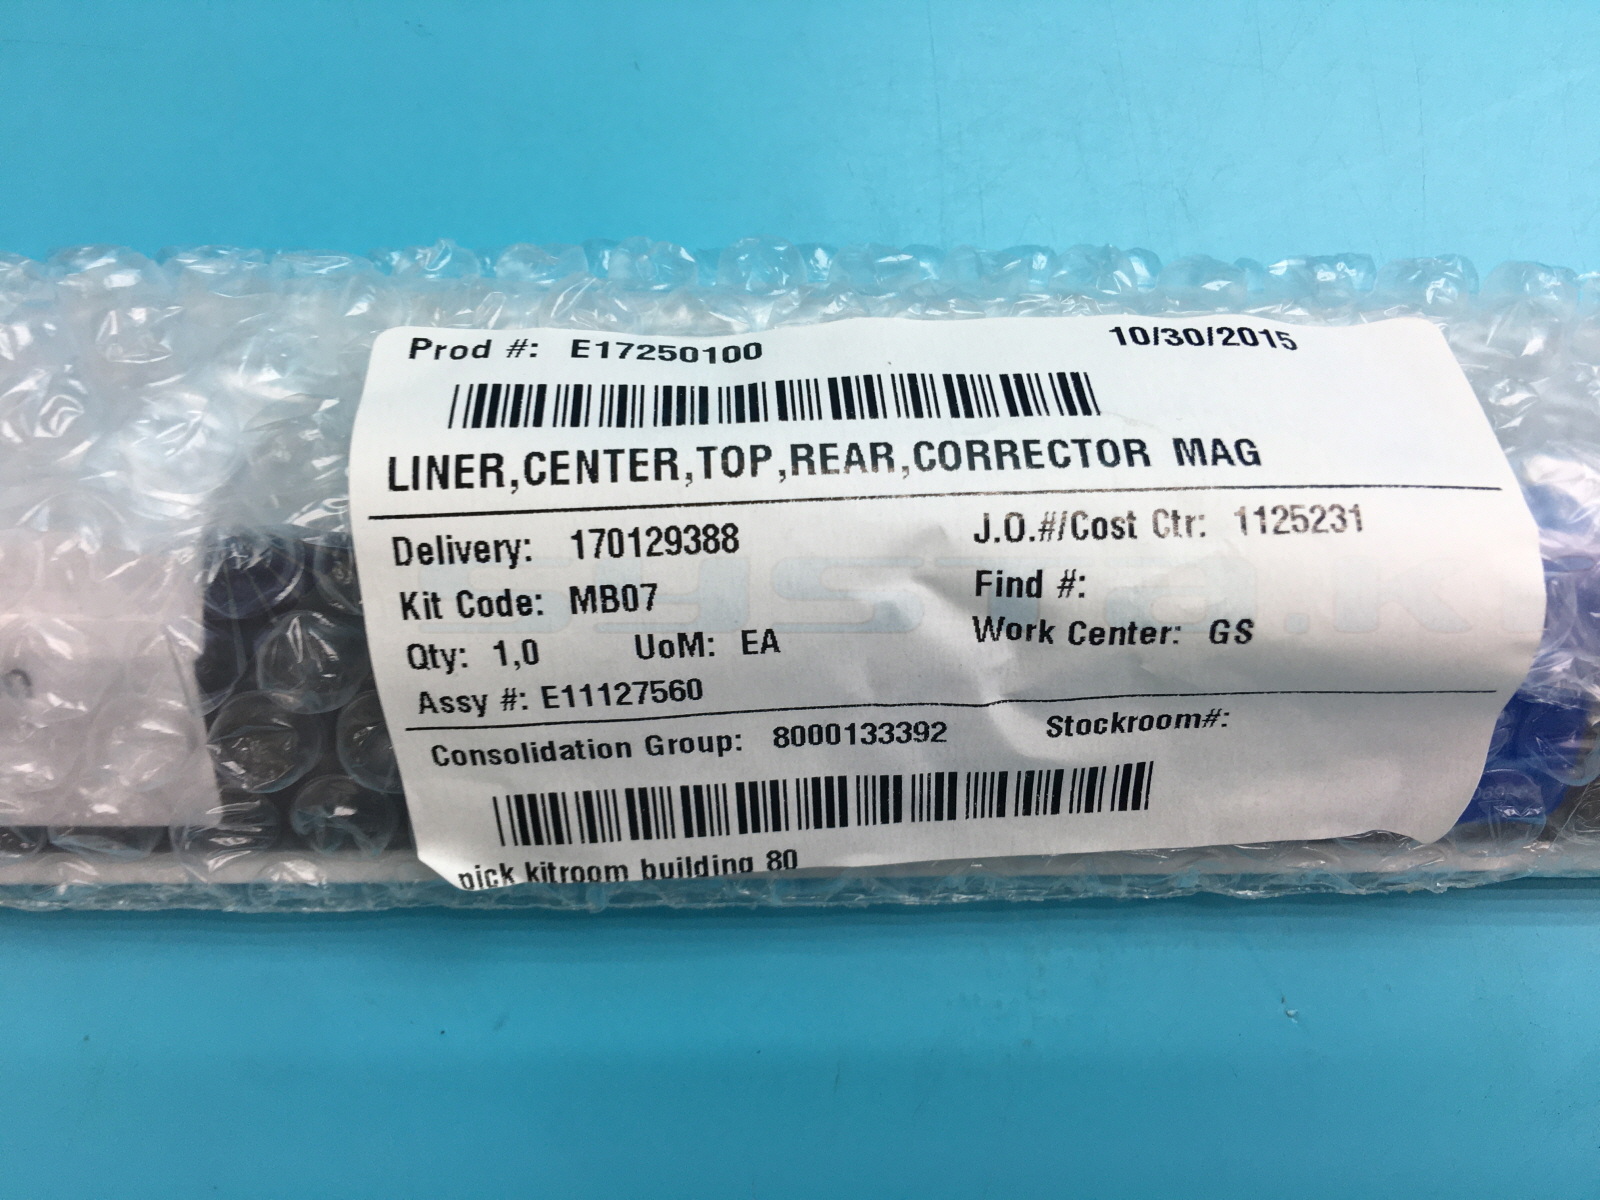 Prod #: E17250100 10/30/2015
LINER,CENTER,TOP,REAR,CORRECTOR MAG
Delivery: 170129388 J.O.#/Cost Ctr: 1125231
Kit Code: MB07 Find #:
Qty: 1,0 UoM: EA Work Center: GS
Assy #: E11127560
Consolidation Group: 8000133392 Stockroom#:
pick kitroom building 80